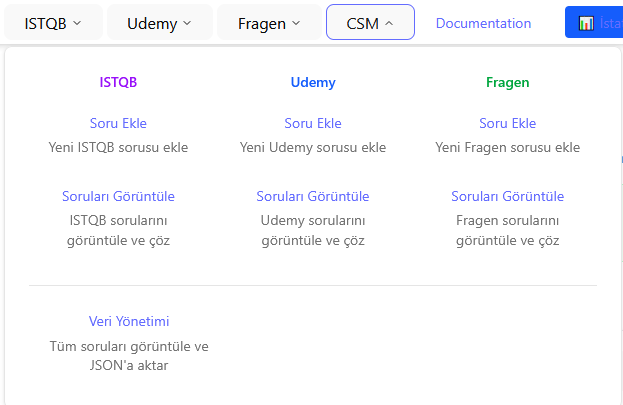 ISTQB
Udemy
Fragen
CSM
Documentation
ISTQB
Udemy
Fragen
Soru Ekle
Soru Ekle
Soru Ekle
Yeni ISTQB sorusu ekle
Yeni Udemy sorusu ekle
Yeni Fragen sorusu ekle
Soruları Görüntüle
Soruları Görüntüle
Soruları Görüntüle
ISTQB sorularını
görüntüle ve çöz
Udemy sorularını
görüntüle ve çöz
Fragen sorularını
görüntüle ve çöz
Veri Yönetimi
Tüm soruları görüntüle ve
JSON'a aktar